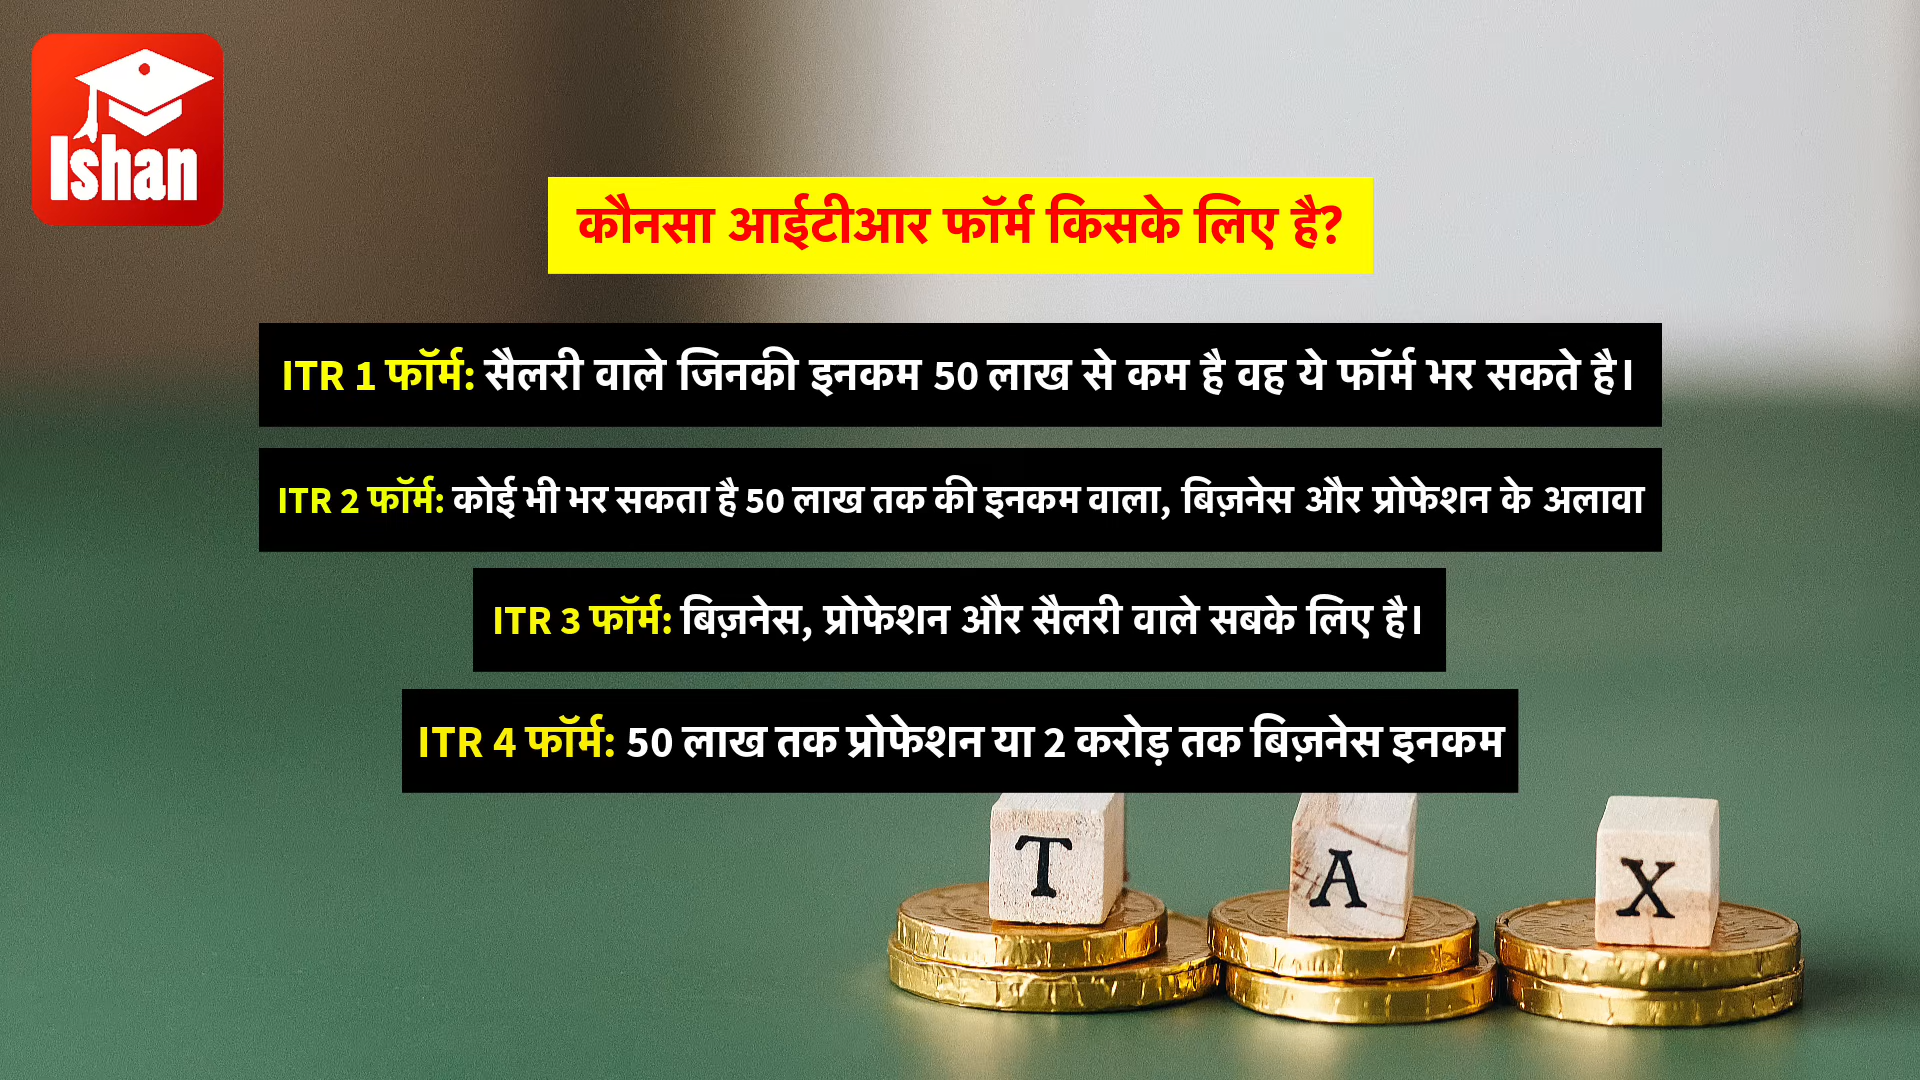 Ishan
कौनसा आईटीआर फॉर्म किसके लिए है?
ITR 1 फॉर्म: सैलरी वाले जिनकी इनकम 50 लाख से कम है वह ये फॉर्म भर सकते है।
ITR 2 फॉर्म: कोई भी भर सकता है 50 लाख तक की इनकम वाला, बिज़नेस और प्रोफेशन के अलावा
ITR 3 फॉर्म: बिज़नेस, प्रोफेशन और सैलरी वाले सबके लिए है।
ITR 4 फॉर्म: 50 लाख तक प्रोफेशन या 2 करोड़ तक बिज़नेस इनकम
T A X